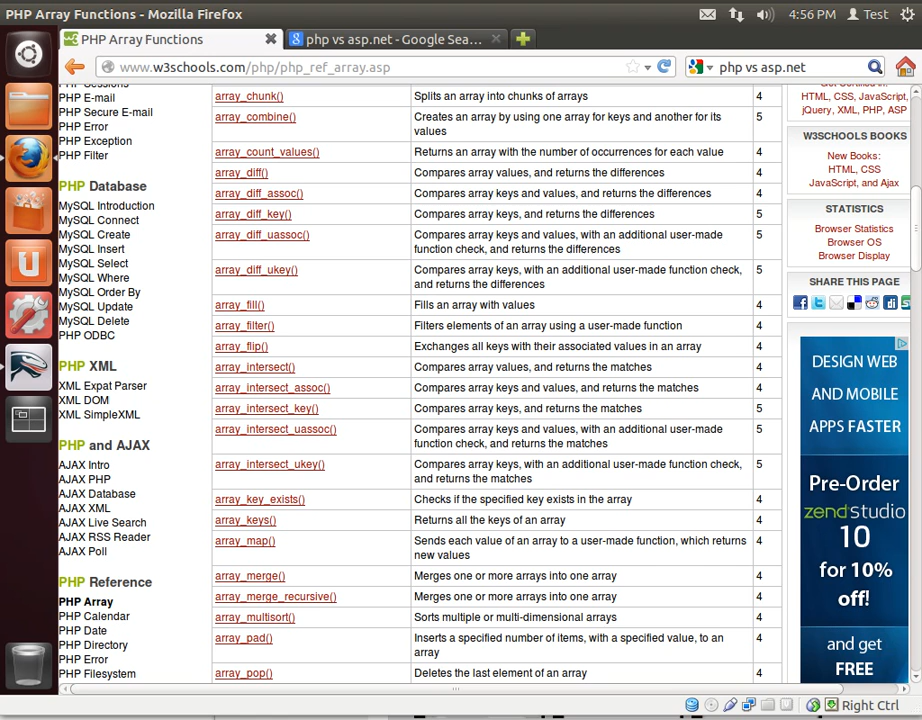 PHP Array Functions - Mozilla Firefox
4:56 PM
Test
PHP Array Functions
php vs asp.net - Google Sea...
www.w3schools.com/php/php_ref_array.asp
php vs asp.net
PHP E-mail
PHP Secure E-mail
PHP Error
PHP Exception
PHP Filter
PHP Database
MySQL Introduction
MySQL Connect
MySQL Create
MySQL Insert
MySQL Select
MySQL Where
MySQL Order By
MySQL Update
MySQL Delete
PHP ODBC
PHP XML
XML Expat Parser
XML DOM
XML SimpleXML
PHP and AJAX
AJAX Intro
AJAX PHP
AJAX Database
AJAX XML
AJAX Live Search
AJAX RSS Reader
AJAX Poll
PHP Reference
PHP Array
PHP Calendar
PHP Date
PHP Directory
PHP Error
PHP Filesystem
array_chunk() Splits an array into chunks of arrays 4
array_combine() Creates an array by using one array for keys and another for its 5
values
array_count_values() Returns an array with the number of occurrences for each value 4
array_diff() Compares array values, and returns the differences 4
array_diff_assoc() Compares array keys and values, and returns the differences 4
array_diff_key() Compares array keys, and returns the differences 5
array_diff_uassoc() Compares array keys and values, with an additional user-made 5
function check, and returns the differences
array_diff_ukey() Compares array keys, with an additional user-made function check, 5
and returns the differences
array_fill() Fills an array with values 4
array_filter() Filters elements of an array using a user-made function 4
array_flip() Exchanges all keys with their associated values in an array 4
array_intersect() Compares array values, and returns the matches 4
array_intersect_assoc() Compares array keys and values, and returns the matches 4
array_intersect_key() Compares array keys, and returns the matches 5
array_intersect_uassoc() Compares array keys and values, with an additional user-made 5
function check, and returns the matches
array_intersect_ukey() Compares array keys, with an additional user-made function check, 5
and returns the matches
array_key_exists() Checks if the specified key exists in the array 4
array_keys() Returns all the keys of an array 4
array_map() Sends each value of an array to a user-made function, which returns 4
new values
array_merge() Merges one or more arrays into one array 4
array_merge_recursive() Merges one or more arrays into one array 4
array_multisort() Sorts multiple or multi-dimensional arrays 4
array_pad() Inserts a specified number of items, with a specified value, to an 4
array
array_pop() Deletes the last element of an array 4
HTML, CSS, JavaScript,
jQuery, XML, PHP, ASP
W3SCHOOLS BOOKS
New Books:
HTML, CSS
JavaScript, and Ajax
STATISTICS
Browser Statistics
Browser OS
Browser Display
SHARE THIS PAGE
DESIGN WEB
AND MOBILE
APPS FASTER
Pre-Order
zendstudio
10
for 10%
off!
and get
FREE
Right Ctrl